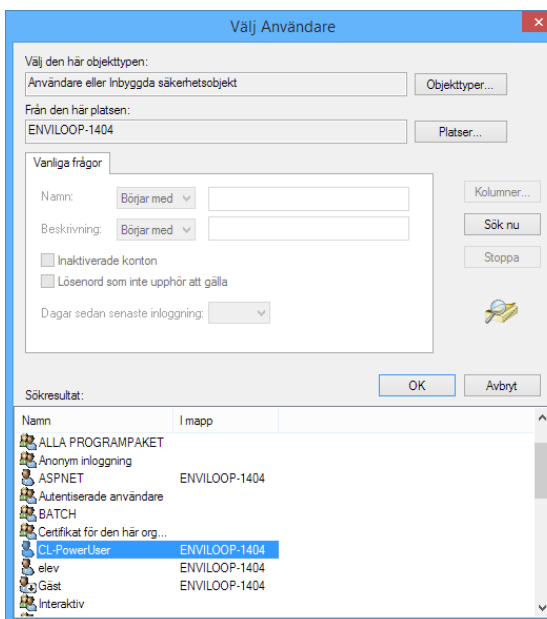 Välj Användare
Välj den här objekttypen:
Användare eller Inbyggda säkerhetsobjekt
Objekttyper...
Från den här platsen:
ENVILOOP-1404
Platser...
Vanliga frågor
Namn:
Börjar med
Kolumner...
Beskrivning:
Börjar med
Sök nu
Inaktiverade konton
Stoppa
Lösenord som inte upphör att gälla
Dagar sedan senaste inloggning:
OK
Avbryt
Sökresultat:
Namn I mapp
ALLA PROGRAMPAKET
Anonym inloggning
ASPNET ENVILOOP-1404
Autentiserade användare
BATCH
Certifikat för den här org...
CL-PowerUser ENVILOOP-1404
elev ENVILOOP-1404
Gäst ENVILOOP-1404
Interaktiv